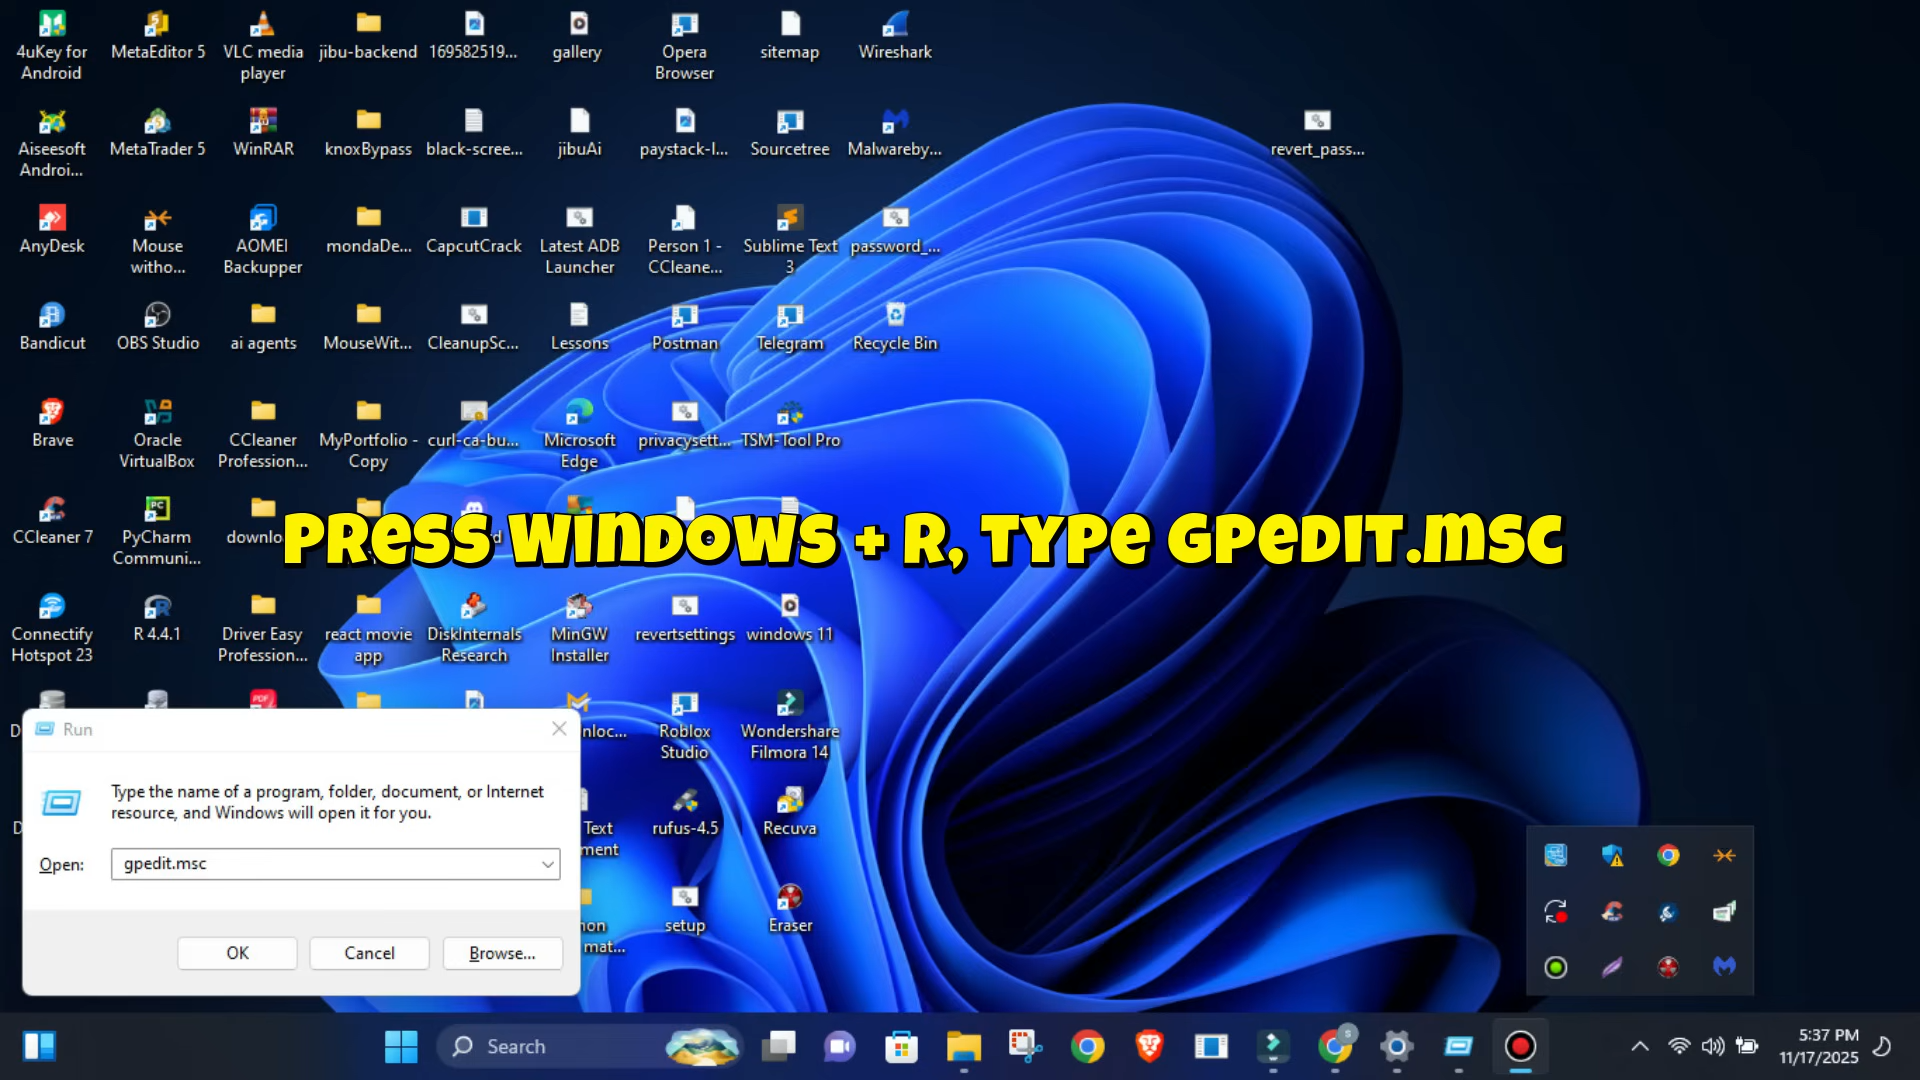 4uKey for
Android
MetaEditor 5
VLC media
player
jibu-backend
169582519...
gallery
Opera
Browser
sitemap
Wireshark
Aiseesoft
Androi...
MetaTrader 5
WinRAR
knoxBypass
black-scree...
jibuAi
paystack-l...
Sourcetree
Malwareby...
revert_pass...
AnyDesk
Mouse
witho...
AOMEI
Backupper
mondaDe...
CapcutCrack
Latest ADB
Launcher
Person 1 -
CCleane...
Sublime Text
3
password_...
Bandicut
OBS Studio
ai agents
MouseWit...
CleanupSc...
Lessons
Postman
Telegram
Recycle Bin
Brave
Oracle
VirtualBox
CCleaner
Profession...
MyPortfolio -
Copy
curl-ca-bu...
Microsoft
Edge
privacysett...
TSM-Tool Pro
CCleaner 7
PyCharm
Communi...
PRESS WINDOWS + R, TYPE GPEDIT.MSC
Connectify
Hotspot 23
R 4.4.1
Driver Easy
Profession...
react movie
app
DiskInternals
Research
MinGW
Installer
revertsettings
windows 11
Roblox
Studio
Wondershare
Filmora 14
Text
rufus-4.5
Recuva
setup
Eraser
Run
Type the name of a program, folder, document, or Internet
resource, and Windows will open it for you.
Open:
gpedit.msc
OK
Cancel
Browse...
Search
5:37 PM
11/17/2025